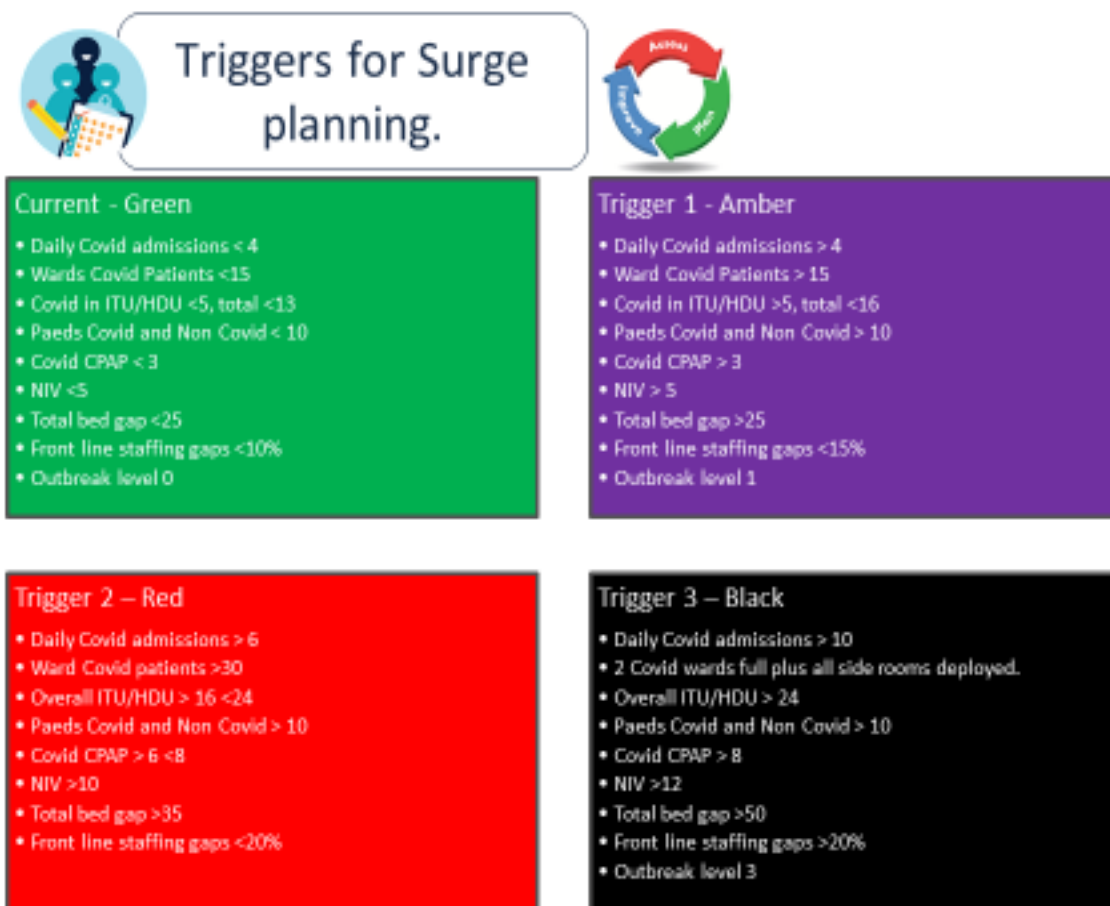 Triggers for Surge
planning.
Assess
Plan
Improve
Current - Green
• Daily Covid admissions < 4
• Wards Covid Patients <15
• Covid in ITU/HDU <5, total <13
• Paeds Covid and Non Covid < 10
• Covid CPAP < 3
• NIV <5
• Total bed gap <25
• Front line staffing gaps <10%
• Outbreak level 0
Trigger 1 - Amber
• Daily Covid admissions > 4
• Ward Covid Patients > 15
• Covid in ITU/HDU >5, total <16
• Paeds Covid and Non Covid > 10
• Covid CPAP > 3
• NIV > 5
• Total bed gap >25
• Front line staffing gaps <15%
• Outbreak level 1
Trigger 2 – Red
• Daily Covid admissions > 6
• Ward Covid patients >30
• Overall ITU/HDU > 16 <24
• Paeds Covid and Non Covid > 10
• Covid CPAP > 6 <8
• NIV >10
• Total bed gap >35
• Front line staffing gaps <20%
Trigger 3 – Black
• Daily Covid admissions > 10
• 2 Covid wards full plus all side rooms deployed.
• Overall ITU/HDU > 24
• Paeds Covid and Non Covid > 10
• Covid CPAP > 8
• NIV >12
• Total bed gap >50
• Front line staffing gaps >20%
• Outbreak level 3